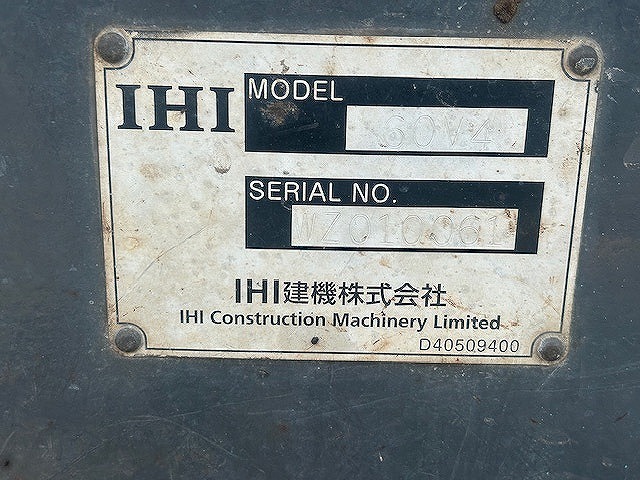 IHI
MODEL
60V4
SERIAL NO.
WZ010061
IHI建機株式会社
IHI Construction Machinery Limited
D40509400